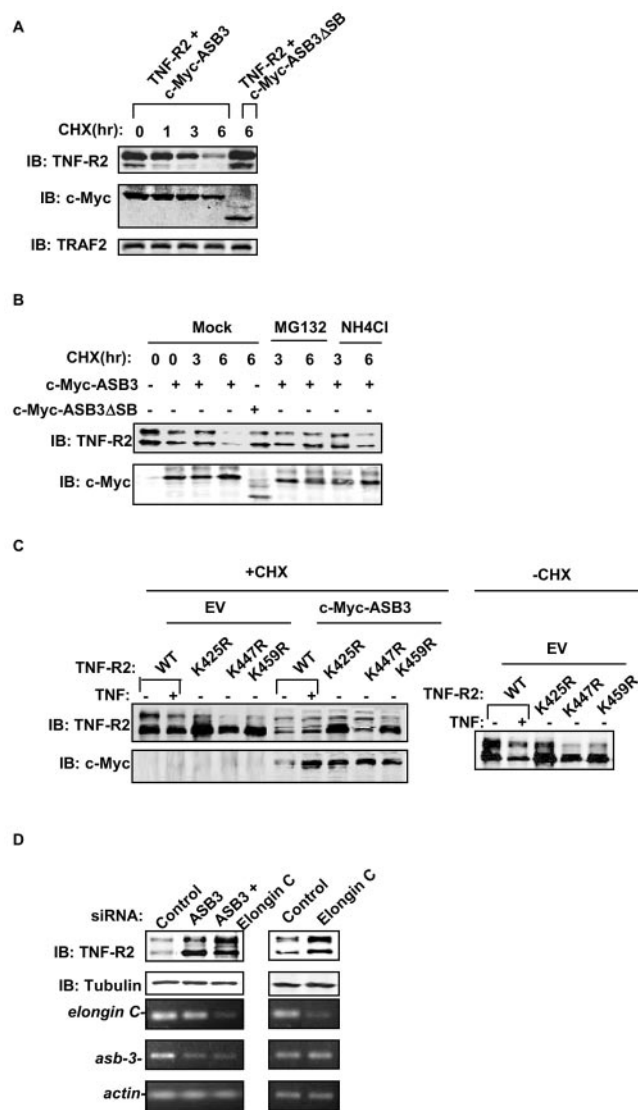 A
TNF-R2 +
c-Myc-ASB3
TNF-R2 +
c-Myc-ASB3ΔSB
CHX(hr): 0 1 3 6 6
IB: TNF-R2
IB: c-Myc
IB: TRAF2
B
Mock MG132 NH4Cl
CHX(hr): 0 0 3 6 6 3 6 3 6
c-Myc-ASB3 - + + + - + + + +
c-Myc-ASB3ΔSB - - - - + - - - -
IB: TNF-R2
IB: c-Myc
C
+CHX -CHX
EV c-Myc-ASB3
TNF-R2: WT K425R K447R K459R WT K425R K447R K459R
TNF: - + - - - - + - - -
IB: TNF-R2
IB: c-Myc
EV
TNF-R2: WT K425R K447R K459R
TNF: - + - - -
D
siRNA: Control ASB3 ASB3 + Elongin C Control Elongin C
IB: TNF-R2
IB: Tubulin
elongin C-
asb-3-
actin-